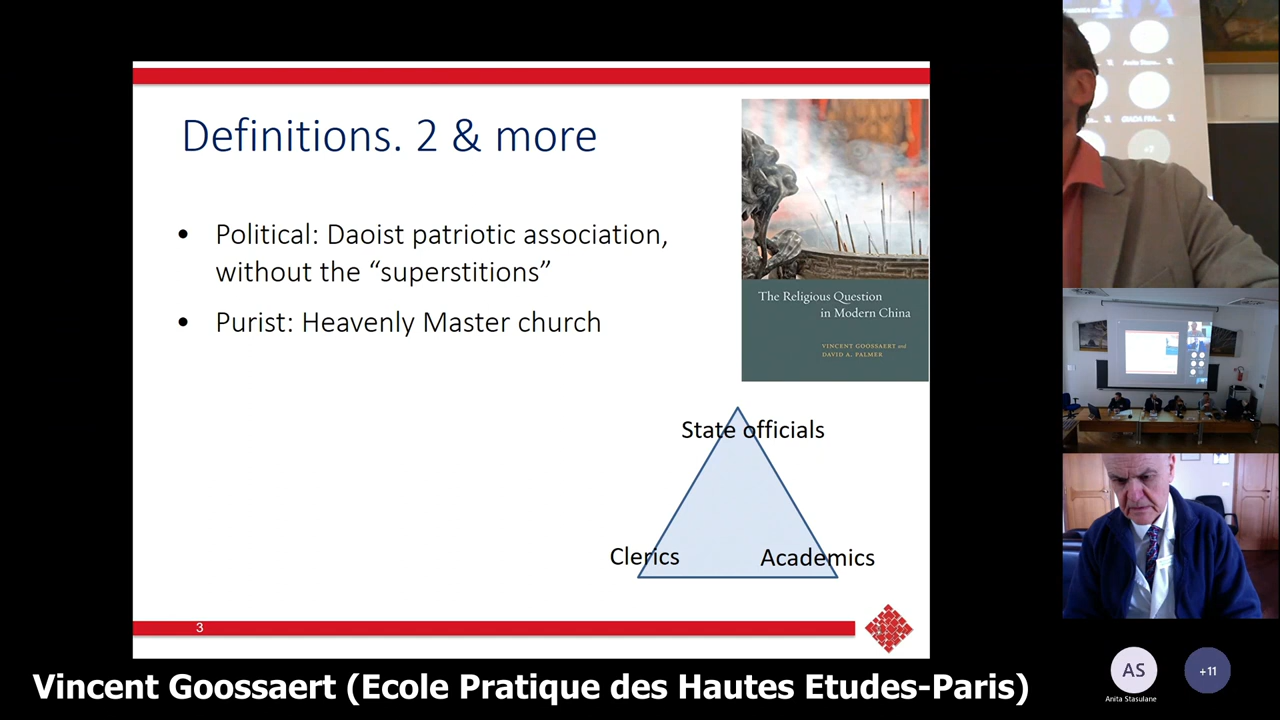 Definitions. 2 & more
• Political: Daoist patriotic association,
without the “superstitions”
• Purist: Heavenly Master church
The Religious Question
in Modern China
VINCENT GOOSSAERT and
DAVID A. PALMER
State officials
Clerics
Academics
3
AS
Anita Stasulane
+11
Vincent Goossaert (Ecole Pratique des Hautes Etudes-Paris)